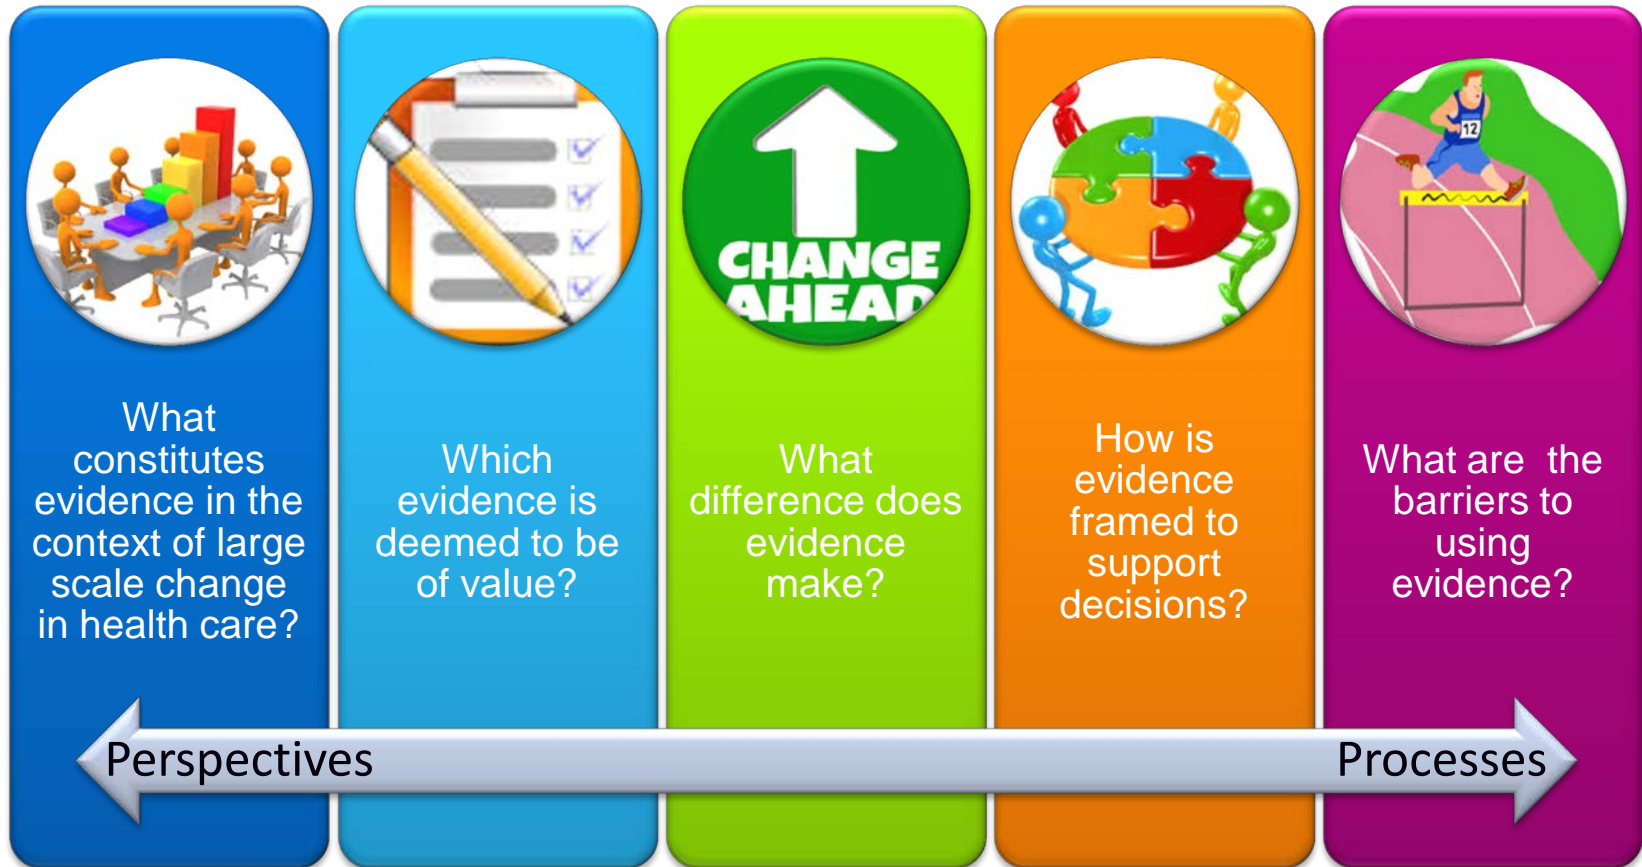 CHANGE
AHEAD
12
What
constitutes
evidence in the
context of large
scale change
in health care?
Which
evidence is
deemed to be
of value?
What
difference does
evidence
make?
How is
evidence
framed to
support
decisions?
What are  the
barriers to
using
evidence?
Perspectives
Processes